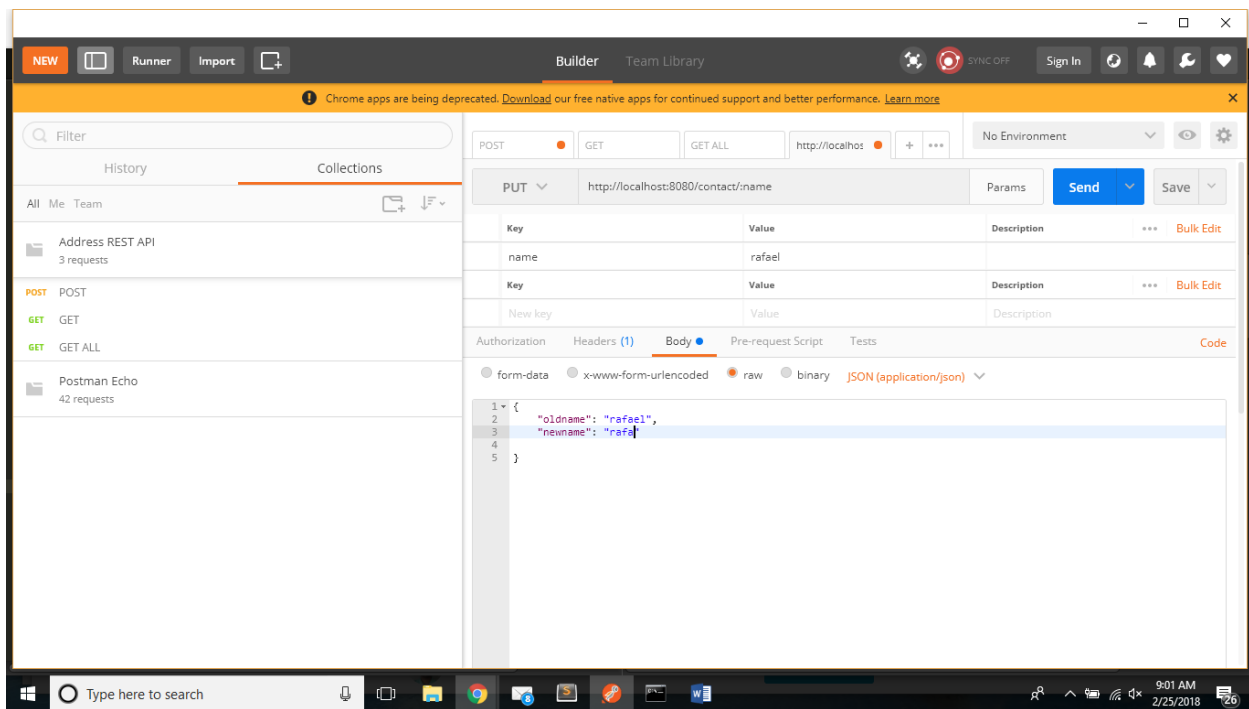 NEW Runner Import Builder Team Library SYNC OFF Sign In
Chrome apps are being deprecated. Download our free native apps for continued support and better performance. Learn more
Filter
History Collections
All Me Team
Address REST API
3 requests
POST POST
GET GET
GET GET ALL
Postman Echo
42 requests
POST GET GET ALL http://localhos + No Environment
PUT http://localhost:8080/contact/:name Params Send Save
Key Value Description Bulk Edit
name rafael
Key Value Description Bulk Edit
New key Value Description
Authorization Headers (1) Body Pre-request Script Tests Code
form-data x-www-form-urlencoded raw binary JSON (application/json)
1 {
2 "oldname": "rafael",
3 "newname": "rafa"
4
5 }
Type here to search
8
S
W
9:01 AM
2/25/2018
26